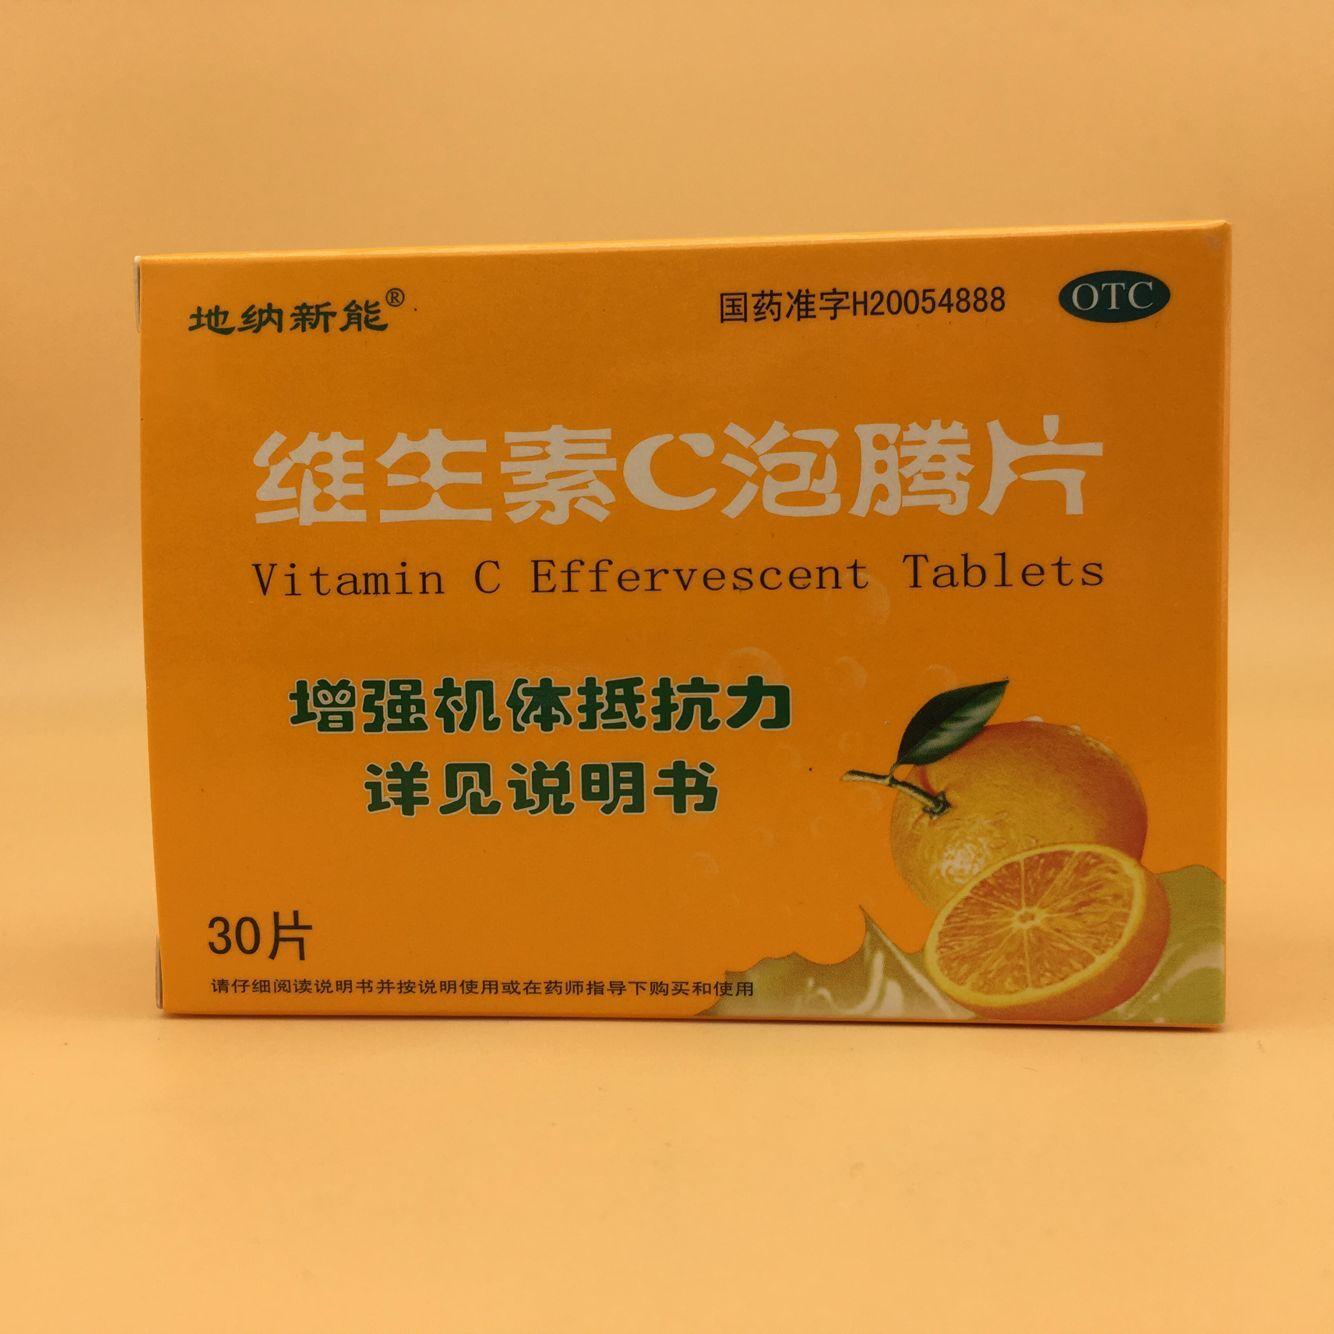 地纳新能®
国药准字H20054888
OTC
维生素C泡腾片
Vitamin C Effervescent Tablets
增强机体抵抗力
详见说明书
30片
请仔细阅读说明书并按说明使用或在药师指导下购买和使用